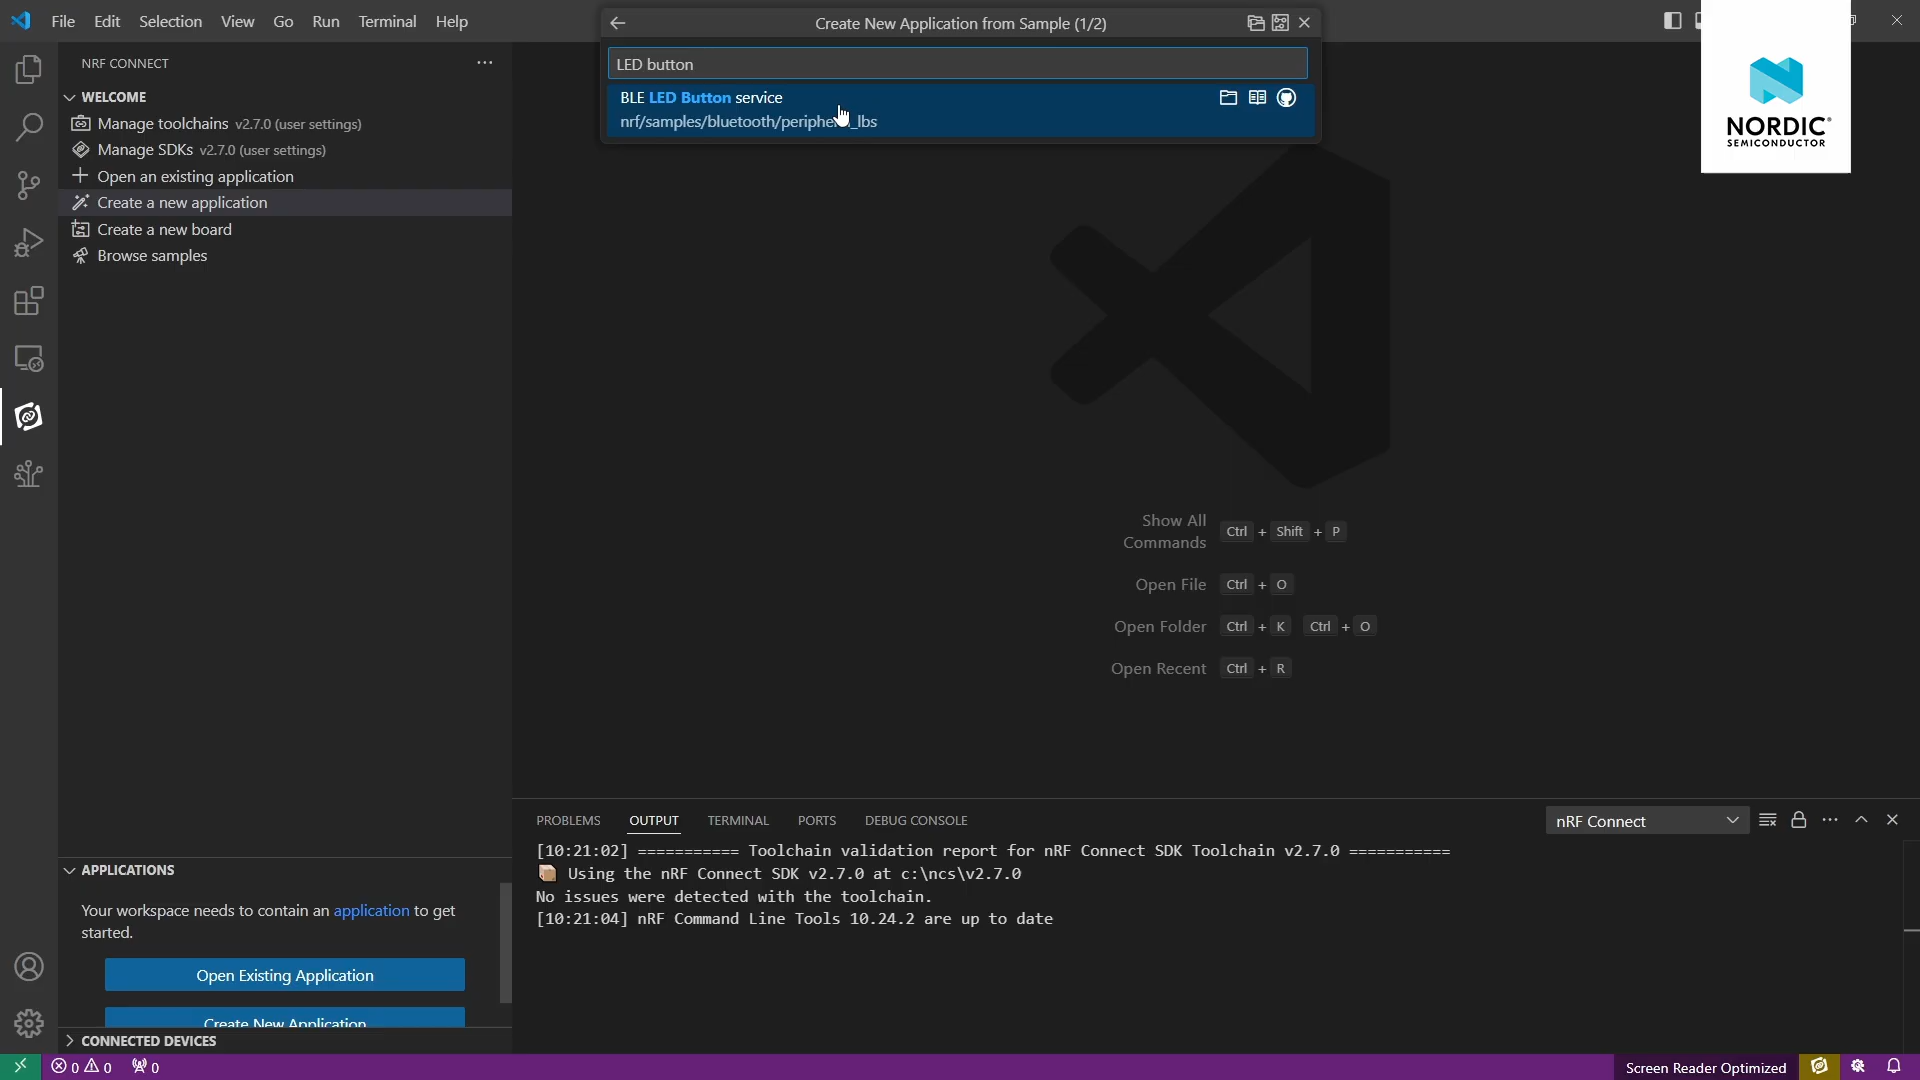 File Edit Selection View Go Run Terminal Help
Create New Application from Sample (1/2)
LED button
BLE LED Button service
nrf/samples/bluetooth/peripheral_lbs
NORDIC®
SEMICONDUCTOR
NRF CONNECT
WELCOME
Manage toolchains v2.7.0 (user settings)
Manage SDKs v2.7.0 (user settings)
Open an existing application
Create a new application
Create a new board
Browse samples
Show All
Commands Ctrl + Shift + P
Open File Ctrl + O
Open Folder Ctrl + K Ctrl + O
Open Recent Ctrl + R
PROBLEMS OUTPUT TERMINAL PORTS DEBUG CONSOLE
nRF Connect
[10:21:02] =========== Toolchain validation report for nRF Connect SDK Toolchain v2.7.0 ===========
Using the nRF Connect SDK v2.7.0 at c:\ncs\v2.7.0
No issues were detected with the toolchain.
[10:21:04] nRF Command Line Tools 10.24.2 are up to date
APPLICATIONS
Your workspace needs to contain an application to get
started.
Open Existing Application
Create New Application
CONNECTED DEVICES
0 0 0
Screen Reader Optimized